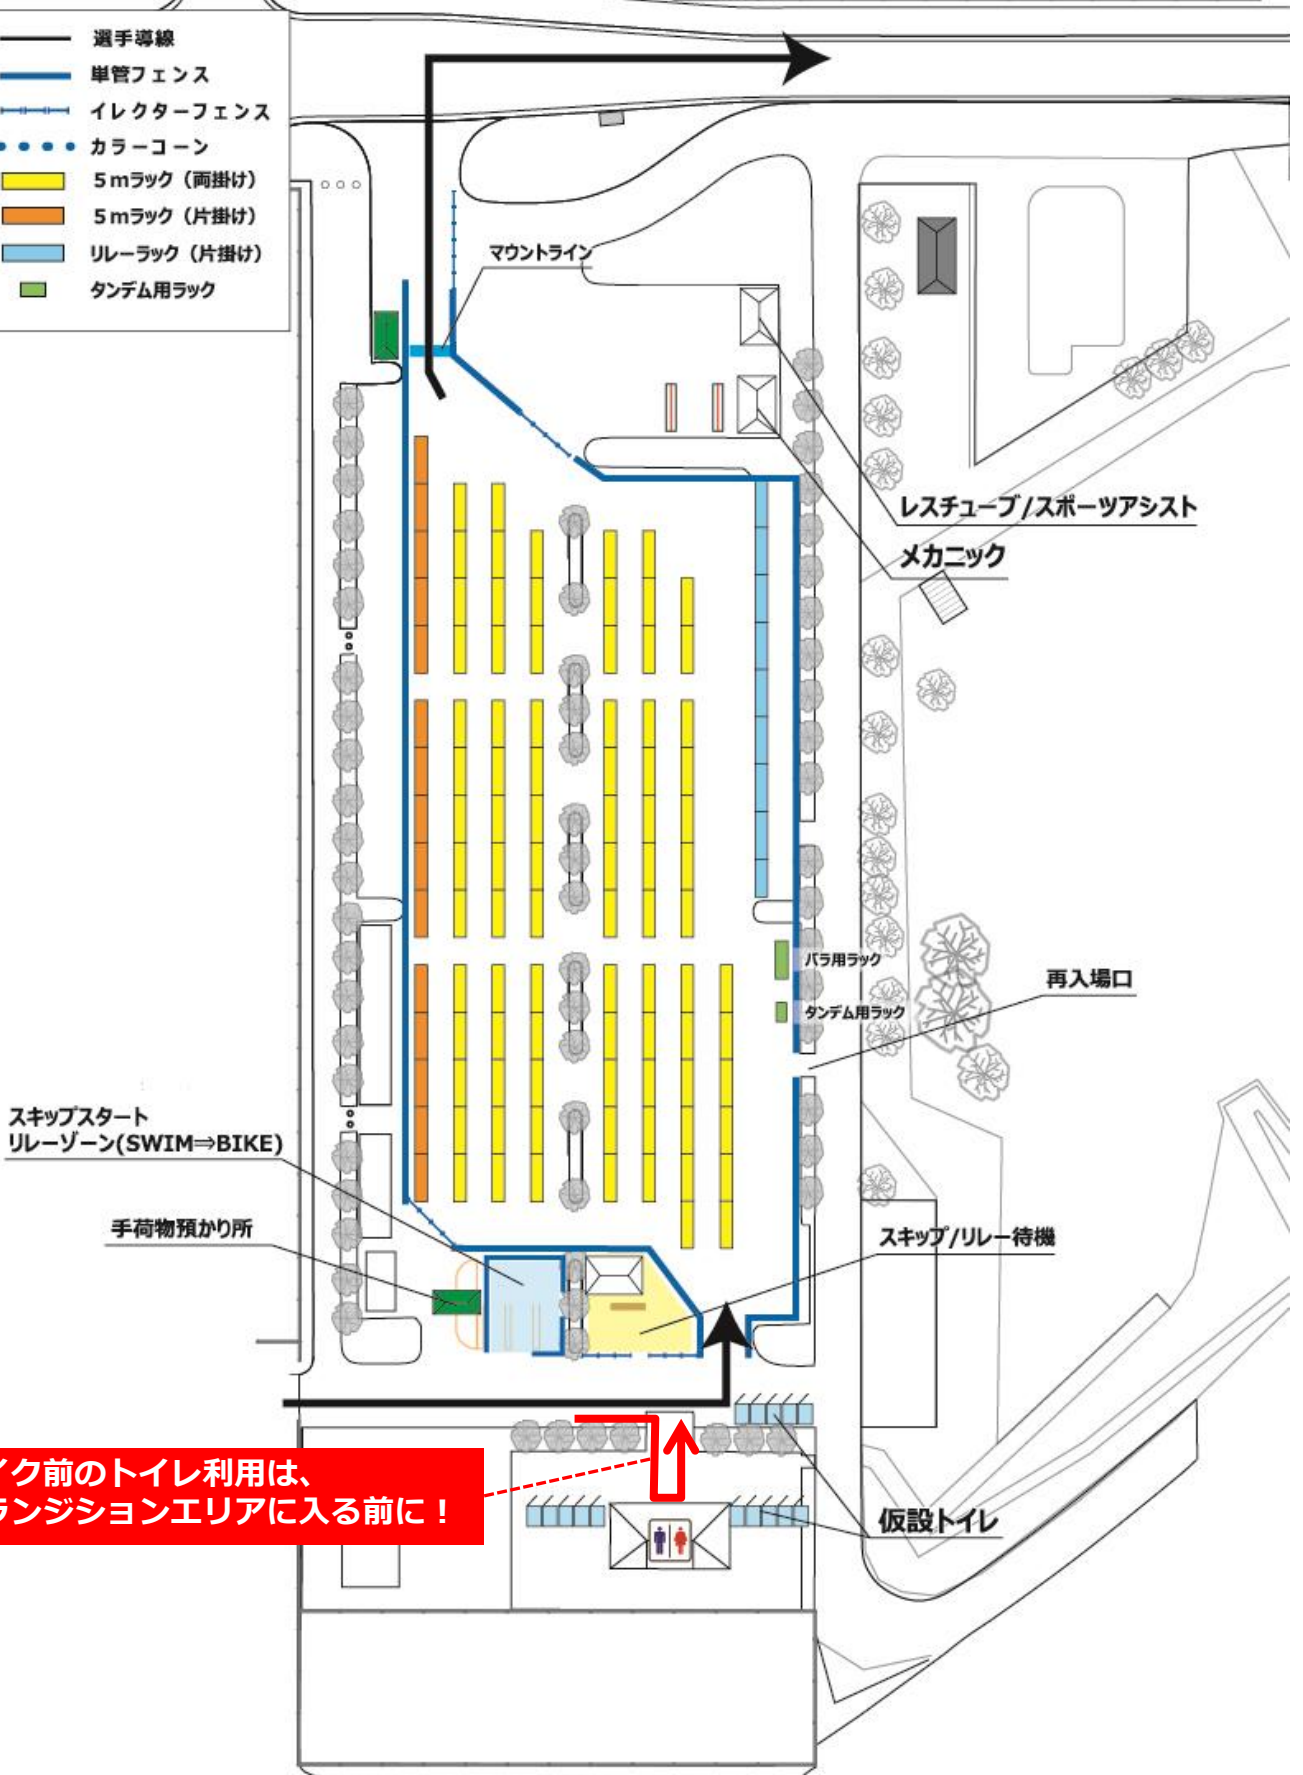 選手導線
単管フェンス
イレクターフェンス
カラーコーン
5mラック（両掛け）
5mラック（片掛け）
リレーラック（片掛け）
タンデム用ラック
マウントライン
レスチューブ/スポーツアシスト
メカニック
パラ用ラック
再入場口
タンデム用ラック
スキップスタート
リレーゾーン(SWIM⇒BIKE)
手荷物預かり所
スキップ/リレー待機
イク前のトイレ利用は、
ランジションエリアに入る前に！
仮設トイレ